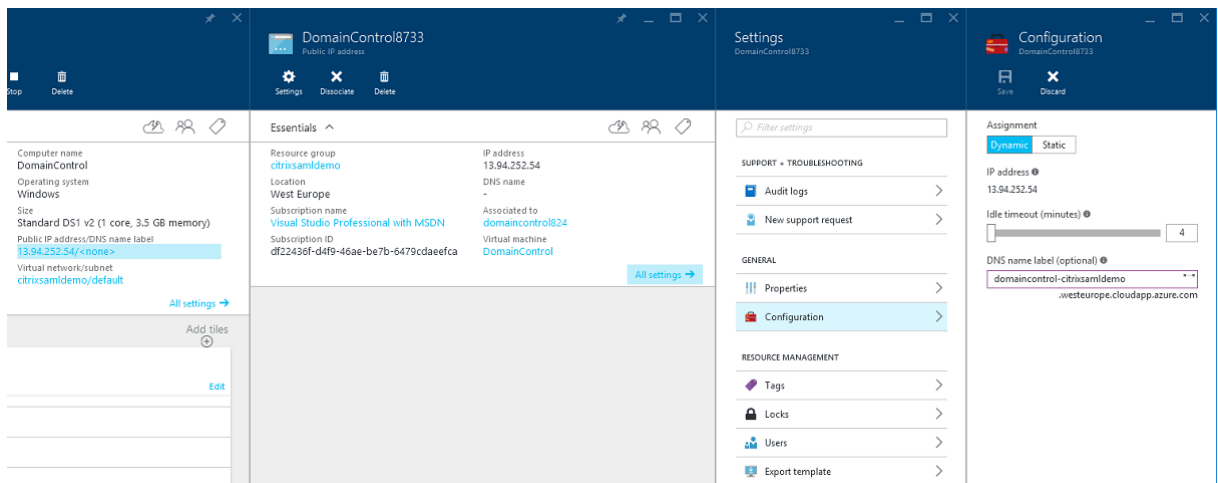 Stop
Delete
Computer name
DomainControl
Operating system
Windows
Size
Standard DS1 v2 (1 core, 3.5 GB memory)
Public IP address/DNS name label
13.94.252.54/<none>
Virtual network/subnet
citrixsamldemo/default
All settings →
Add tiles
Edit
DomainControl8733
Public IP address
Settings
Dissociate
Delete
Essentials
Resource group
citrixsamldemo
Location
West Europe
Subscription name
Visual Studio Professional with MSDN
Subscription ID
df22436f-d4f9-46ae-be7b-6479cdaeefca
IP address
13.94.252.54
DNS name
-
Associated to
domaincontrol824
Virtual machine
DomainControl
All settings →
Settings
DomainControl8733
Filter settings
SUPPORT + TROUBLESHOOTING
Audit logs
New support request
GENERAL
Properties
Configuration
RESOURCE MANAGEMENT
Tags
Locks
Users
Export template
Configuration
DomainControl8733
Save
Discard
Assignment
Dynamic
Static
IP address
13.94.252.54
Idle timeout (minutes)
4
DNS name label (optional)
domaincontrol-citrixsamldemo
.westeurope.cloudapp.azure.com